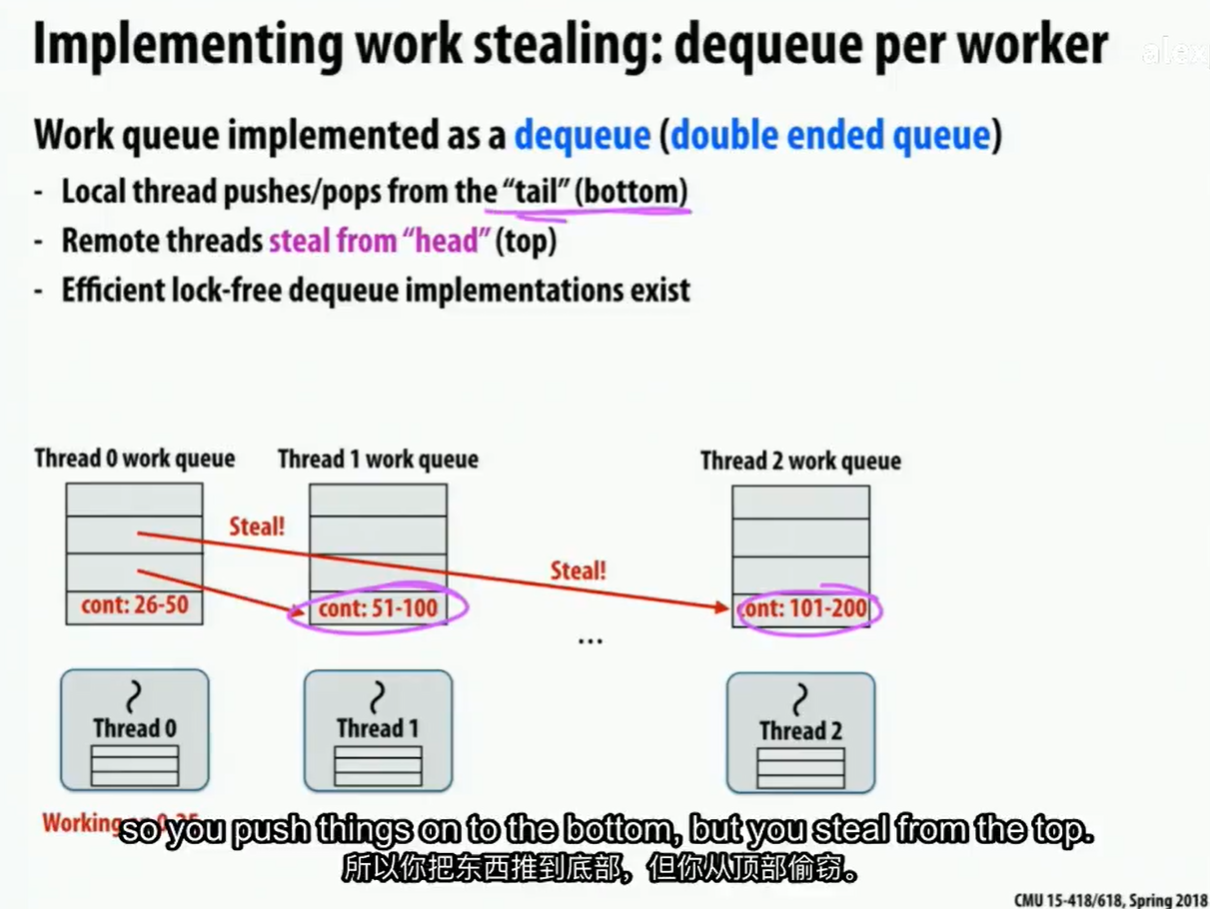 Implementing work stealing: dequeue per worker
Work queue implemented as a dequeue (double ended queue)
- Local thread pushes/pops from the “tail” (bottom)
- Remote threads steal from “head” (top)
- Efficient lock-free dequeue implementations exist
Thread 0 work queue
Thread 1 work queue
Thread 2 work queue
Steal!
Steal!
cont: 26-50
cont: 51-100
cont: 101-200
...
Thread 0
Thread 1
Thread 2
Working
so you push things on to the bottom, but you steal from the top.
所以你把东西推到底部，但你从顶部偷窃。
CMU 15-418/618, Spring 2018